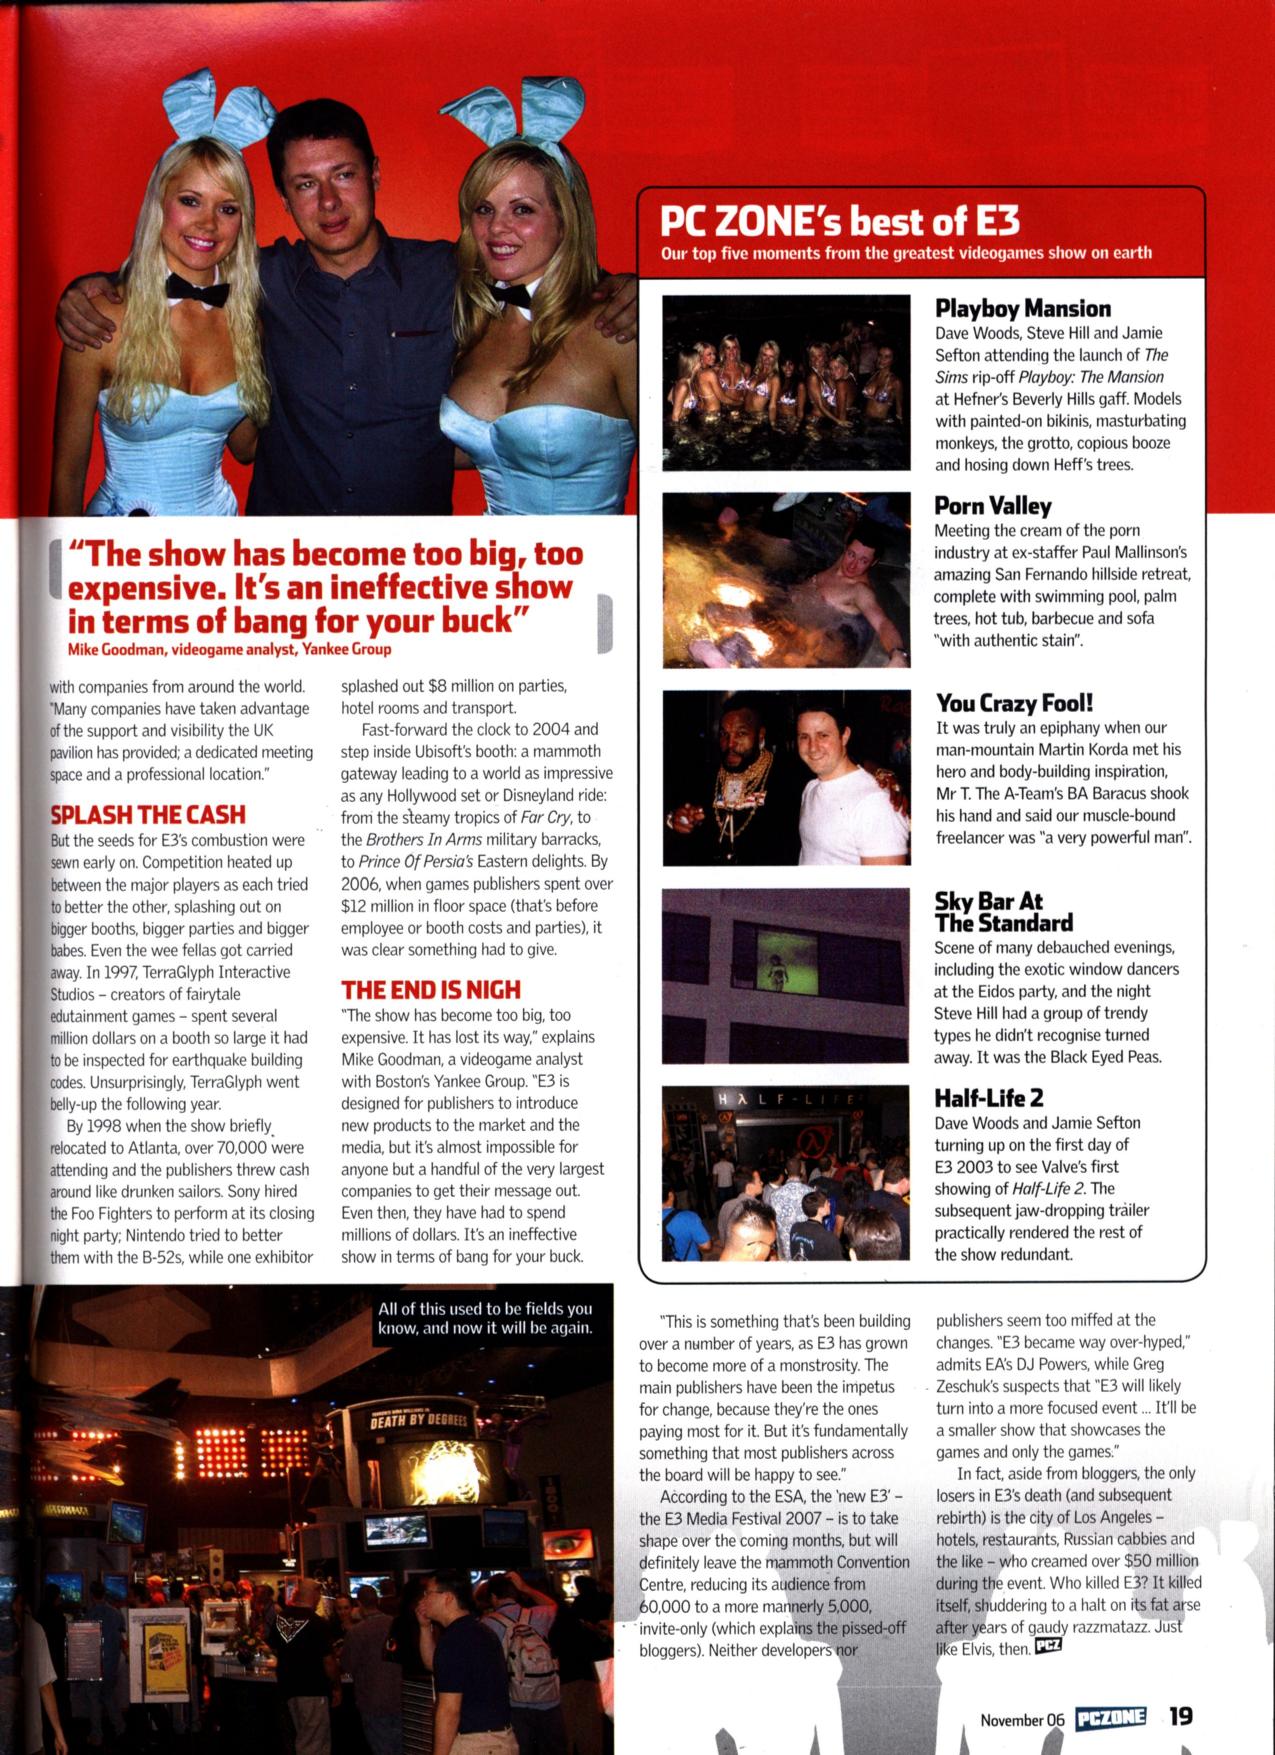 PC ZONE's best of E3
Our top five moments from the greatest videogames show on earth
Playboy Mansion
Dave Woods, Steve Hill and Jamie
Sefton attending the launch of The
Sims rip-off Playboy: The Mansion
at Hefner's Beverly Hills gaff. Models
with painted-on bikinis, masturbating
monkeys, the grotto, copious booze
and hosing down Heff's trees.
Porn Valley
Meeting the cream of the porn
industry at ex-staffer Paul Mallinson's
amazing San Fernando hillside retreat,
complete with swimming pool, palm
trees, hot tub, barbecue and sofa
"with authentic stain".
You Crazy Fool!
It was truly an epiphany when our
man-mountain Martin Korda met his
hero and body-building inspiration,
Mr T. The A-Team's BA Baracus shook
his hand and said our muscle-bound
freelancer was "a very powerful man".
Sky Bar At
The Standard
Scene of many debauched evenings,
including the exotic window dancers
at the Eidos party, and the night
Steve Hill had a group of trendy
types he didn't recognise turned
away. It was the Black Eyed Peas.
HALF-LIFE
Half-Life 2
Dave Woods and Jamie Sefton
turning up on the first day of
E3 2003 to see Valve's first
showing of Half-Life 2. The
subsequent jaw-dropping trailer
practically rendered the rest of
the show redundant.
"The show has become too big, too
expensive. It's an ineffective show
in terms of bang for your buck"
Mike Goodman, videogame analyst, Yankee Group
with companies from around the world.
"Many companies have taken advantage
of the support and visibility the UK
pavilion has provided; a dedicated meeting
space and a professional location."
SPLASH THE CASH
But the seeds for E3's combustion were
sewn early on. Competition heated up
between the major players as each tried
to better the other, splashing out on
bigger booths, bigger parties and bigger
babes. Even the wee fellas got carried
away. In 1997, TerraGlyph Interactive
Studios – creators of fairytale
edutainment games – spent several
million dollars on a booth so large it had
to be inspected for earthquake building
codes. Unsurprisingly, TerraGlyph went
belly-up the following year.
By 1998 when the show briefly
relocated to Atlanta, over 70,000 were
attending and the publishers threw cash
around like drunken sailors. Sony hired
the Foo Fighters to perform at its closing
night party; Nintendo tried to better
them with the B-52s, while one exhibitor
splashed out $8 million on parties,
hotel rooms and transport.
Fast-forward the clock to 2004 and
step inside Ubisoft's booth: a mammoth
gateway leading to a world as impressive
as any Hollywood set or Disneyland ride:
from the steamy tropics of Far Cry, to
the Brothers In Arms military barracks,
to Prince Of Persia's Eastern delights. By
2006, when games publishers spent over
$12 million in floor space (that's before
employee or booth costs and parties), it
was clear something had to give.
THE END IS NIGH
"The show has become too big, too
expensive. It has lost its way," explains
Mike Goodman, a videogame analyst
with Boston's Yankee Group. "E3 is
designed for publishers to introduce
new products to the market and the
media, but it's almost impossible for
anyone but a handful of the very largest
companies to get their message out.
Even then, they have had to spend
millions of dollars. It's an ineffective
show in terms of bang for your buck.
All of this used to be fields you
know, and now it will be again.
DEATH BY DEGREES
"This is something that's been building
over a number of years, as E3 has grown
to become more of a monstrosity. The
main publishers have been the impetus
for change, because they're the ones
paying most for it. But it's fundamentally
something that most publishers across
the board will be happy to see."
According to the ESA, the 'new E3' –
the E3 Media Festival 2007 – is to take
shape over the coming months, but will
definitely leave the mammoth Convention
Centre, reducing its audience from
60,000 to a more mannerly 5,000,
invite-only (which explains the pissed-off
bloggers). Neither developers nor
publishers seem too miffed at the
changes. "E3 became way over-hyped,"
admits EA's DJ Powers, while Greg
Zeschuk's suspects that "E3 will likely
turn into a more focused event ... It'll be
a smaller show that showcases the
games and only the games."
In fact, aside from bloggers, the only
losers in E3's death (and subsequent
rebirth) is the city of Los Angeles –
hotels, restaurants, Russian cabbies and
the like – who creamed over $50 million
during the event. Who killed E3? It killed
itself, shuddering to a halt on its fat arse
after years of gaudy razzmatazz. Just
like Elvis, then. PCZ
November 06 PCZONE 19